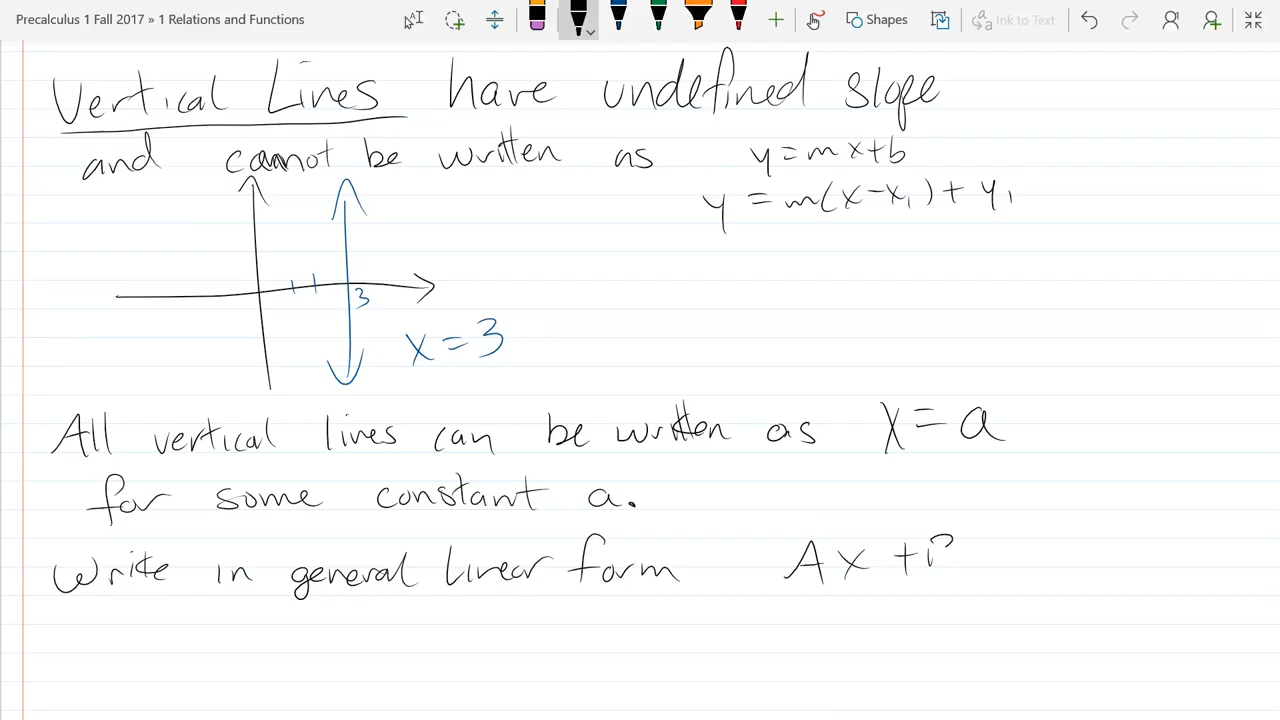 Precalculus 1 Fall 2017 » 1 Relations and Functions
Shapes
Ink to Text
Vertical Lines have undefined slope
and cannot be written as y = mx+b
y = m(x-x₁) + y₁
3
x = 3
All vertical lines can be written as x = a
for some constant a.
Write in general linear form Ax +